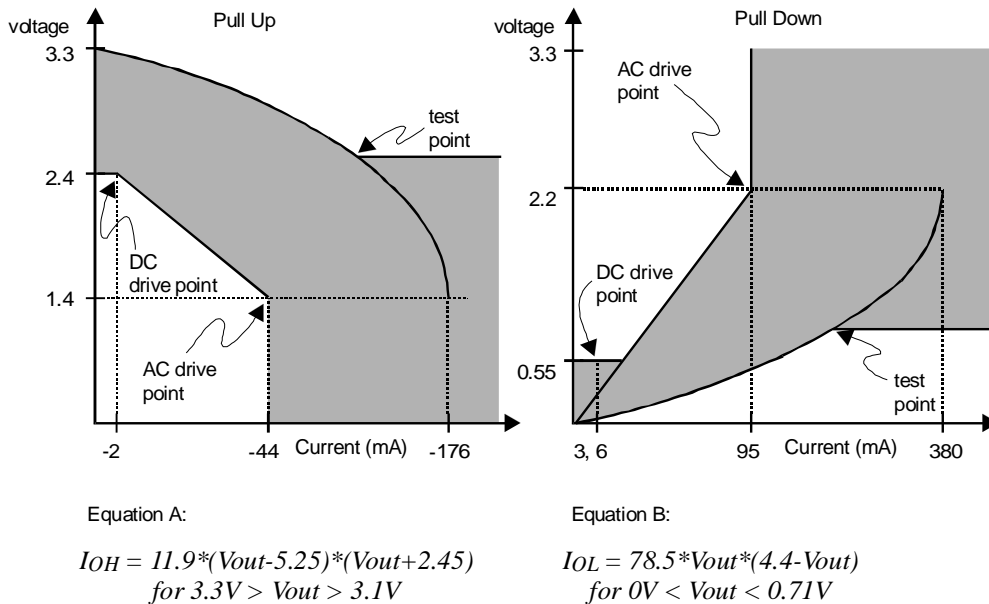 Pull Up
voltage
3.3
test
point
2.4
DC
drive point
1.4
AC drive
point
-2
-44
Current (mA)
-176
Equation A:
IOH = 11.9*(Vout-5.25)*(Vout+2.45)
for 3.3V > Vout > 3.1V
Pull Down
voltage
3.3
AC drive
point
2.2
DC drive
point
0.55
test
point
3, 6
95
Current (mA)
380
Equation B:
IOL = 78.5*Vout*(4.4-Vout)
for 0V < Vout < 0.71V